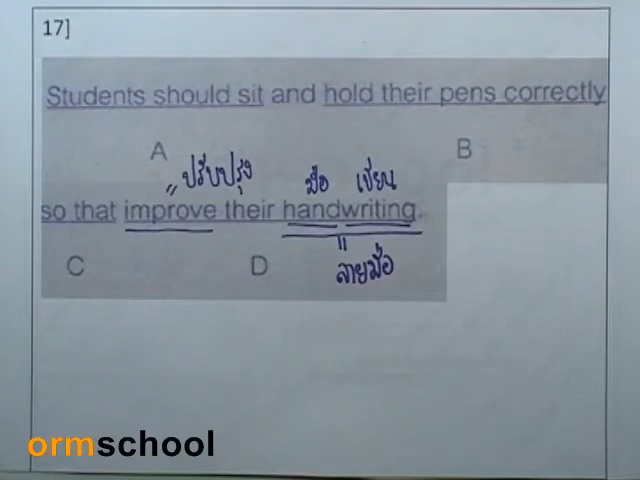 17]
Students should sit and hold their pens correctly
A B
ปรับปรุง มือ เขียน
so that improve their handwriting.
C D
ลายมือ
ormschool